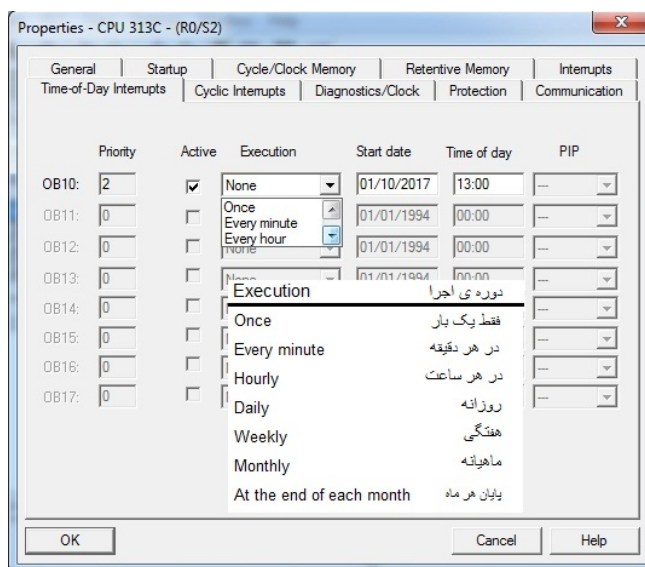 Properties - CPU 313C - (R0/S2)
General Startup Cycle/Clock Memory Retentive Memory Interrupts
Time-of-Day Interrupts Cyclic Interrupts Diagnostics/Clock Protection Communication
Priority Active Execution Start date Time of day PIP
OB10: 2 None 01/10/2017 13:00 ---
Once
Every minute
Every hour
OB11: 0 01/01/1994 00:00 ---
OB12: 0 None 01/01/1994 00:00 ---
OB13: 0 None 01/01/1994 00:00 ---
OB14: 0 ---
OB15: 0 ---
OB16: 0 ---
OB17: 0 ---
Execution دوره ی اجرا
Once فقط یک بار
Every minute در هر دقیقه
Hourly در هر ساعت
Daily روزانه
Weekly هفتگی
Monthly ماهیانه
At the end of each month پایان هر ماه
OK Cancel Help